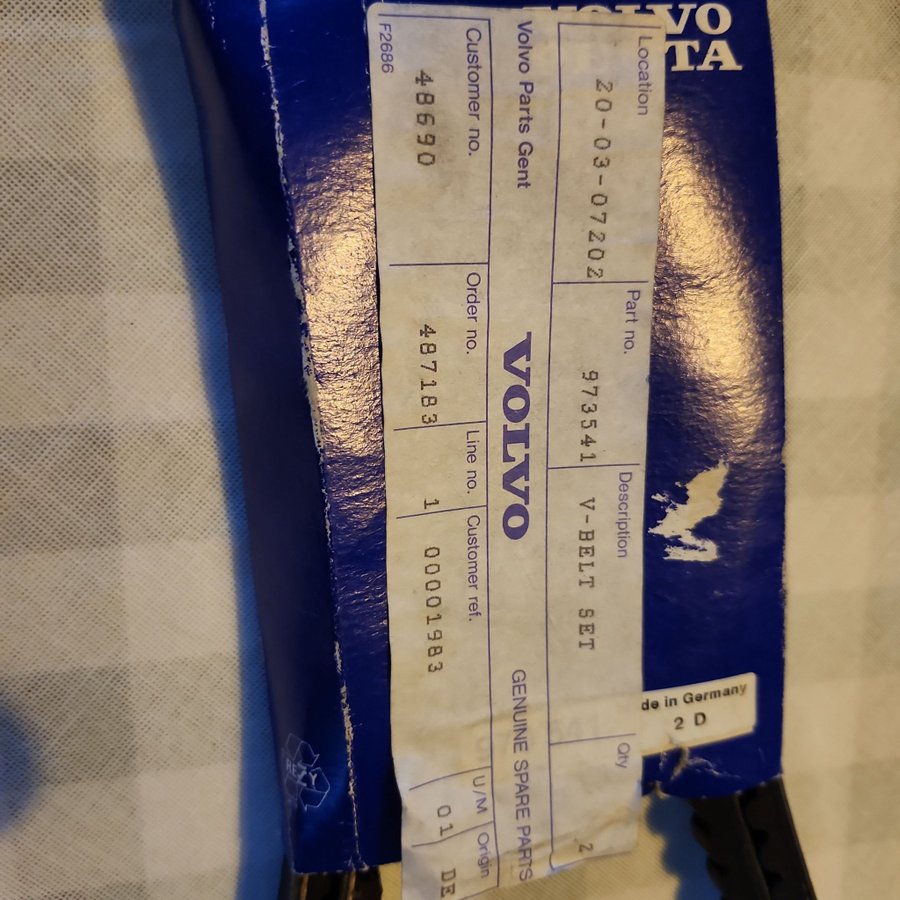 VOLVO
TA
Location
Part no.
Description
Qty
20-03-07202
973541
V-BELT SET
2
Volvo Parts Gent
VOLVO
GENUINE SPARE PARTS
Customer no.
Order no.
Line no.
Customer ref.
U/M
Origin
48690
487183
1
00001983
01
DE
F2686
de in Germany
2 D
RESY